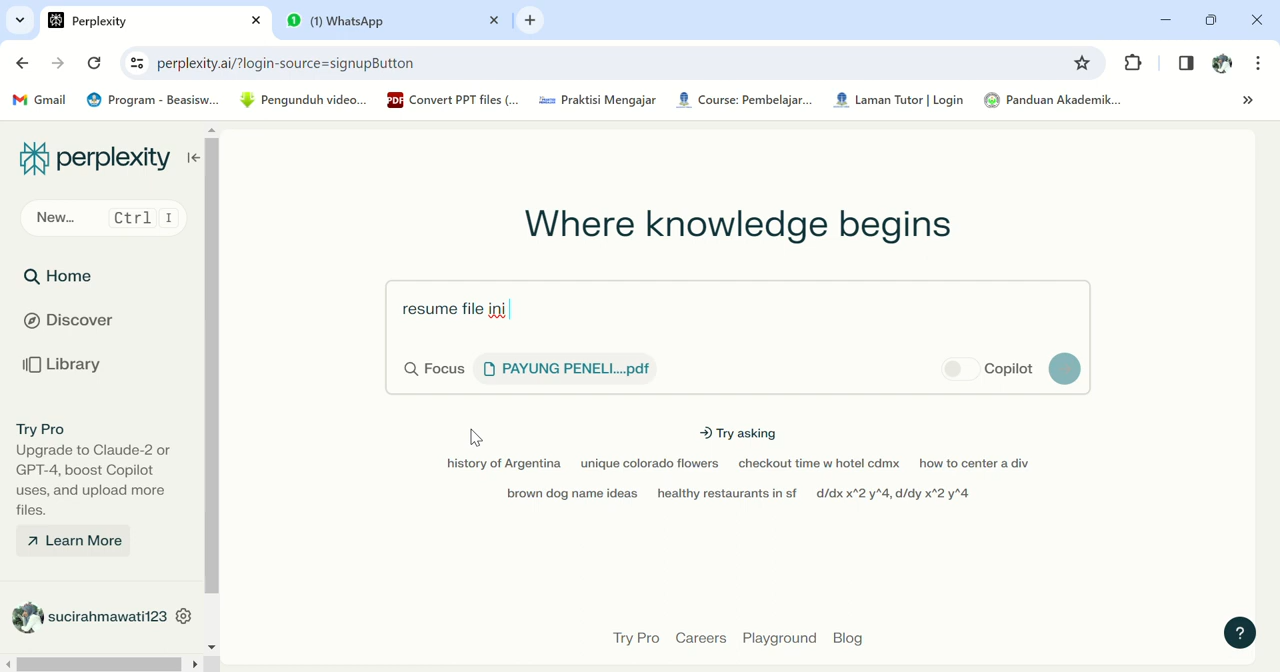 Perplexity
(1) WhatsApp
perplexity.ai/?login-source=signupButton
Gmail
Program - Beasisw...
Pengunduh video...
PDF Convert PPT files (...
Praktisi Mengajar
Course: Pembelajar...
Laman Tutor | Login
Panduan Akademik...
perplexity
New... Ctrl I
Home
Discover
Library
Try Pro
Upgrade to Claude-2 or
GPT-4, boost Copilot
uses, and upload more
files.
Learn More
sucirahmawati123
Where knowledge begins
resume file ini
Focus PAYUNG PENELI....pdf Copilot
Try asking
history of Argentina unique colorado flowers checkout time w hotel cdmx how to center a div
brown dog name ideas healthy restaurants in sf d/dx x^2 y^4, d/dy x^2 y^4
Try Pro Careers Playground Blog
?